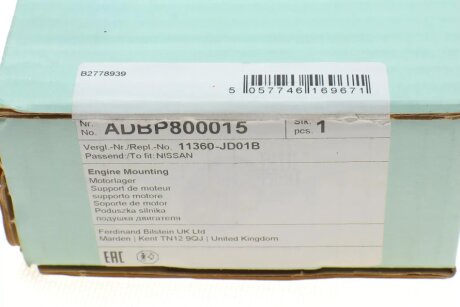 B2778939
5 057746 169671
Nr.
No. ADBP800015 Stk.
pcs. 1
Vergl.-Nr./Repl.-No. 11360-JD01B
Passend:/To fit: NISSAN
Engine Mounting
Motorlager
Support de moteur
supporto motore
Soporte de motor
Poduszka silnika
подушка двигателя
Ferdinand Bilstein UK Ltd
Marden | Kent TN12 9QJ | United Kingdom
EAC